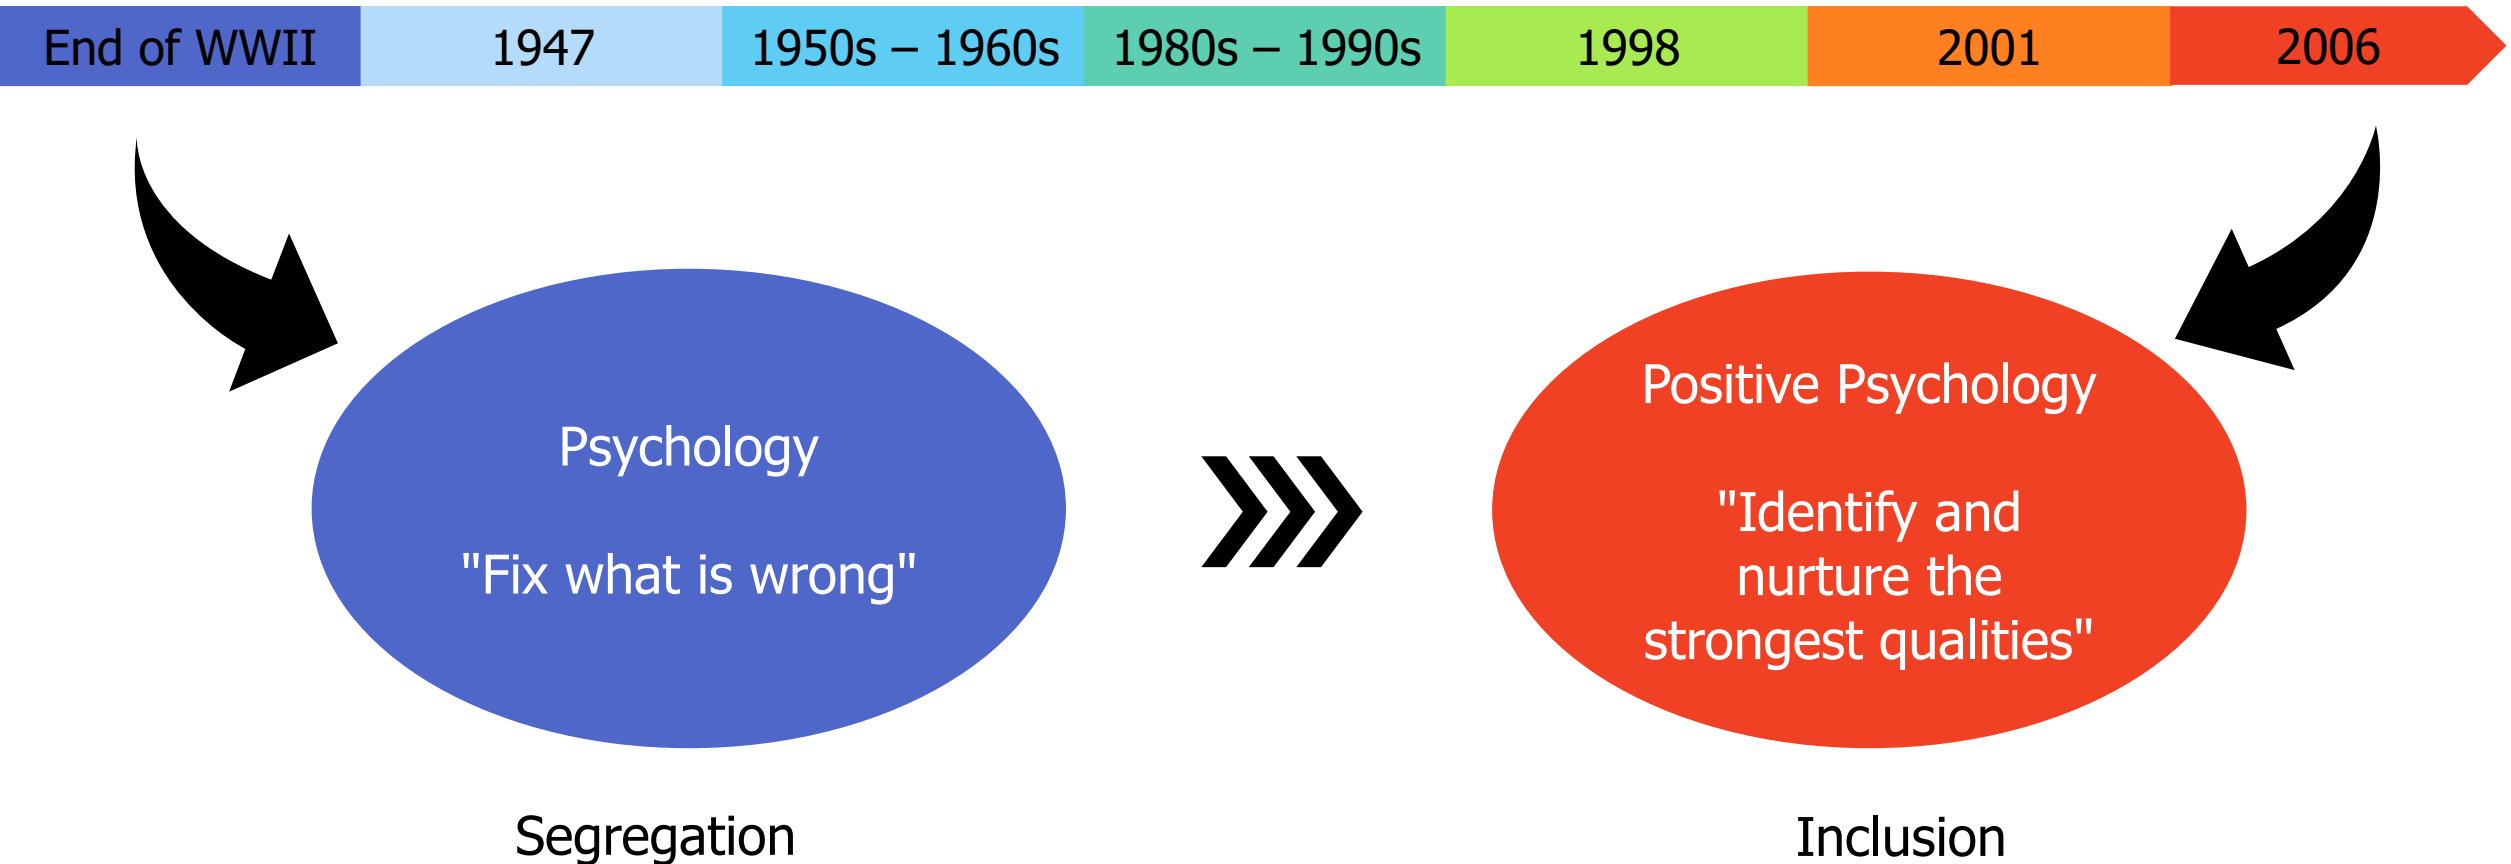 End of WWII
1947
1950s – 1960s
1980s – 1990s
1998
2001
2006
Psychology
"Fix what is wrong"
Positive Psychology
"Identify and
nurture the
strongest qualities"
Segregation
Inclusion